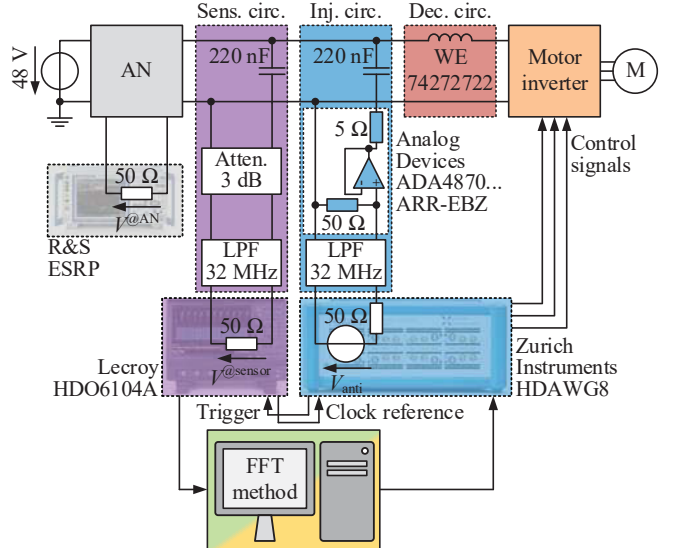 Sens. circ.
Inj. circ.
Dec. circ.
48 V
AN
220 nF
220 nF
WE
74272722
Motor
inverter
M
5 Ω
Analog
Devices
ADA4870...
ARR-EBZ
Control
signals
50 Ω
V@AN
R&S
ESRP
Atten.
3 dB
50 Ω
LPF
32 MHz
LPF
32 MHz
50 Ω
50 Ω
V@sensor
Vanti
Lecroy
HDO6104A
Zurich
Instruments
HDAWG8
Trigger
Clock reference
FFT
method